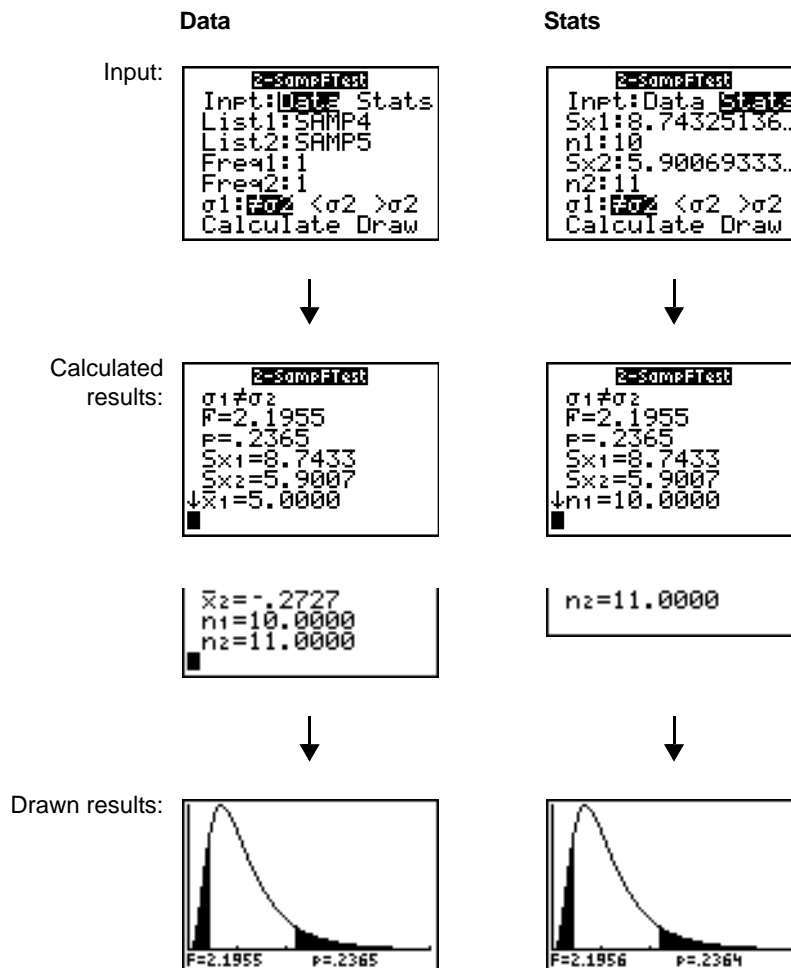 Data
Stats
Input:
2-SampFTest
Inpt:Data Stats
List1:SAMP4
List2:SAMP5
Freq1:1
Freq2:1
σ1:≠σ2 <σ2 >σ2
Calculate Draw
2-SampFTest
Inpt:Data Stats
Sx1:8.74325136…
n1:10
Sx2:5.90069333…
n2:11
σ1:≠σ2 <σ2 >σ2
Calculate Draw
Calculated
results:
2-SampFTest
σ1≠σ2
F=2.1955
p=.2365
Sx1=8.7433
Sx2=5.9007
↓x̄1=5.0000
x̄2=-.2727
n1=10.0000
n2=11.0000
2-SampFTest
σ1≠σ2
F=2.1955
p=.2365
Sx1=8.7433
Sx2=5.9007
↓n1=10.0000
n2=11.0000
Drawn results:
F=2.1955 p=.2365
F=2.1956 p=.2364